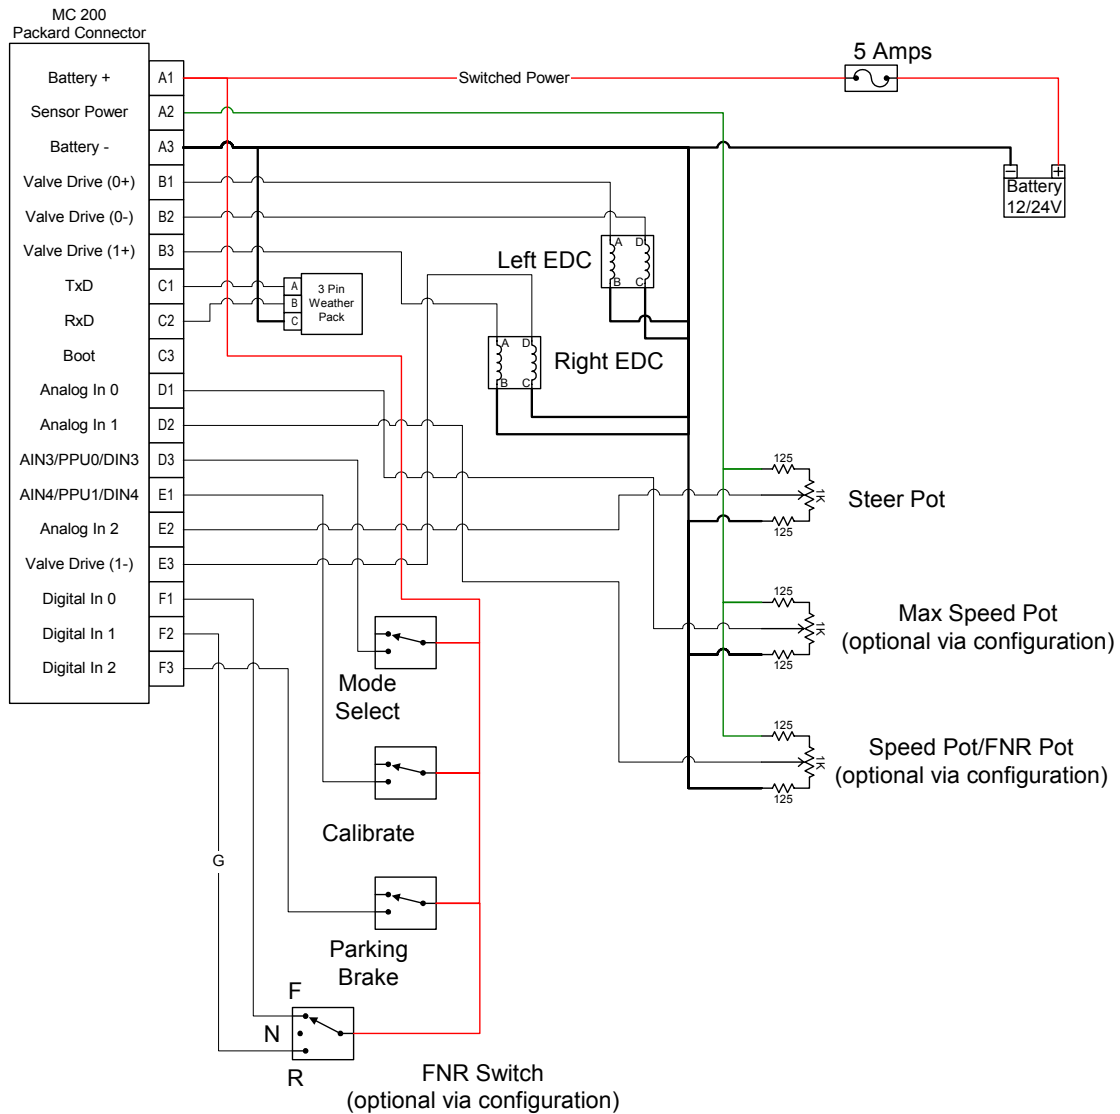 MC 200
Packard Connector
Battery + A1
Sensor Power A2
Battery - A3
Valve Drive (0+) B1
Valve Drive (0-) B2
Valve Drive (1+) B3
TxD C1
RxD C2
Boot C3
Analog In 0 D1
Analog In 1 D2
AIN3/PPU0/DIN3 D3
AIN4/PPU1/DIN4 E1
Analog In 2 E2
Valve Drive (1-) E3
Digital In 0 F1
Digital In 1 F2
Digital In 2 F3
Switched Power
5 Amps
− +
Battery
12/24V
Left EDC
A D
B C
A
B
C
3 Pin
Weather
Pack
Right EDC
A D
B C
125
1K
125
Steer Pot
125
1K
125
Max Speed Pot
(optional via configuration)
125
1K
125
Speed Pot/FNR Pot
(optional via configuration)
Mode
Select
Calibrate
G
Parking
Brake
F
N
R
FNR Switch
(optional via configuration)